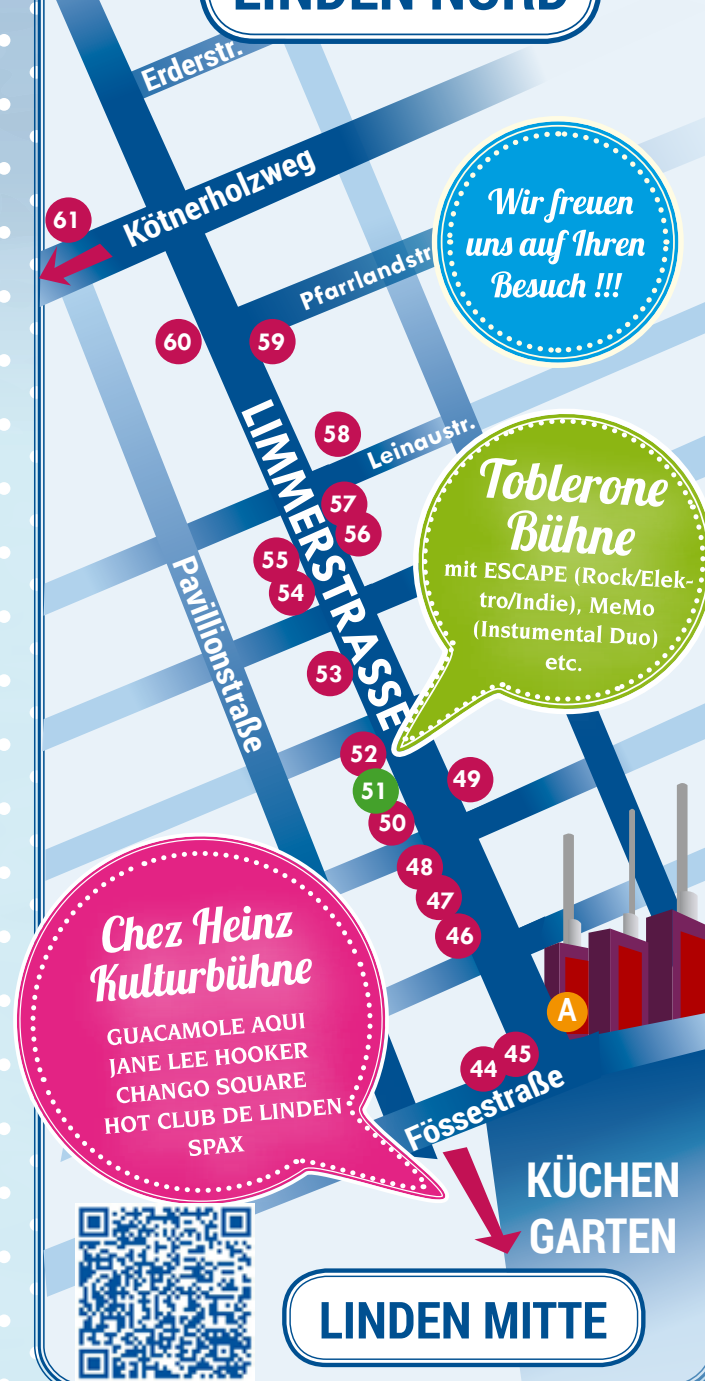 LINDEN NORD
Erderstr.
Kötnerholzweg
61
Wir freuen
uns auf Ihren
Besuch !!!
Pfarrlandstr
60
59
LIMMERSTRASSE
58
Leinaustr.
57
56
55
54
Pavillionstraße
53
Toblerone
Bühne
mit ESCAPE (Rock/Elek-
tro/Indie), MeMo
(Instumental Duo)
etc.
52
51
50
49
48
47
46
Chez Heinz
Kulturbühne
GUACAMOLE AQUI
JANE LEE HOOKER
CHANGO SQUARE
HOT CLUB DE LINDEN
SPAX
A
45
44
Fössestraße
KÜCHEN
GARTEN
LINDEN MITTE